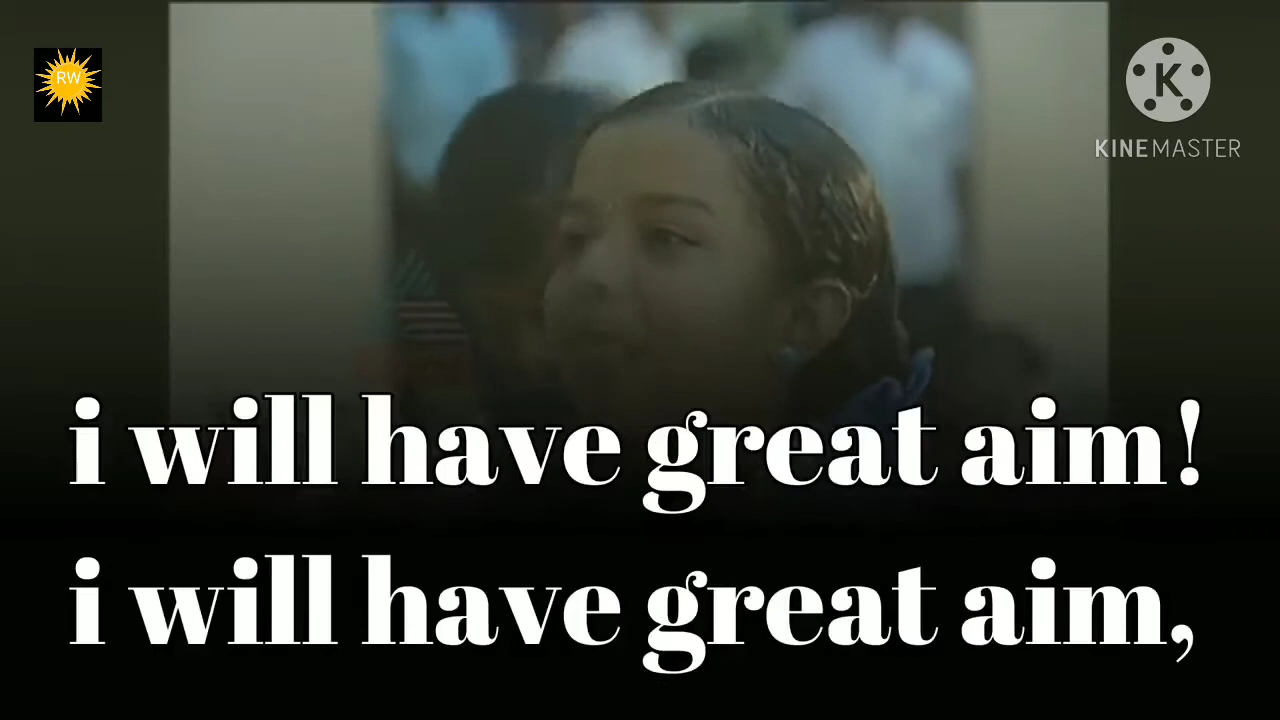 RW
K
KINEMASTER
i will have great aim!
i will have great aim,